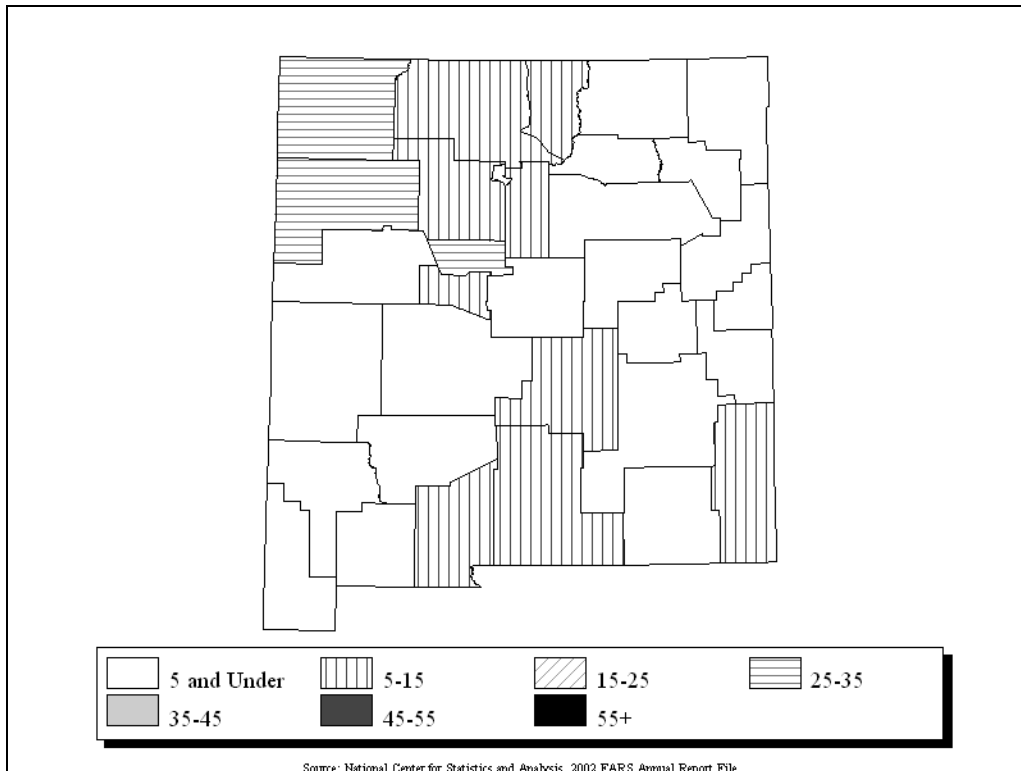 5 and Under 5-15 15-25 25-35
35-45 45-55 55+
Source: National Center for Statistics and Analysis, 2002 FARS Annual Report File